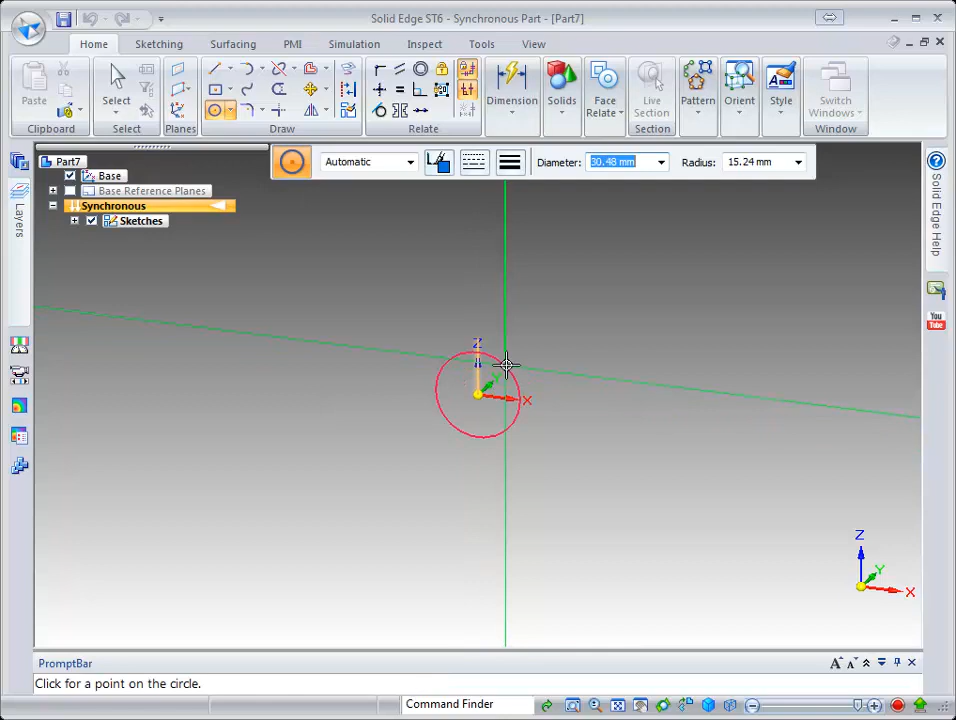 Solid Edge ST6 - Synchronous Part - [Part7]
Home Sketching Surfacing PMI Simulation Inspect Tools View
Paste Select Dimension Solids Face Relate Live Section Pattern Orient Style Switch Windows
Clipboard Select Planes Draw Relate Section Window
Part7
Automatic Diameter: 30.48 mm Radius: 15.24 mm
Base
Base Reference Planes
Synchronous
Sketches
Layers
Solid Edge Help
You Tube
Z
Y
X
Z
Y
X
PromptBar
Click for a point on the circle.
Command Finder